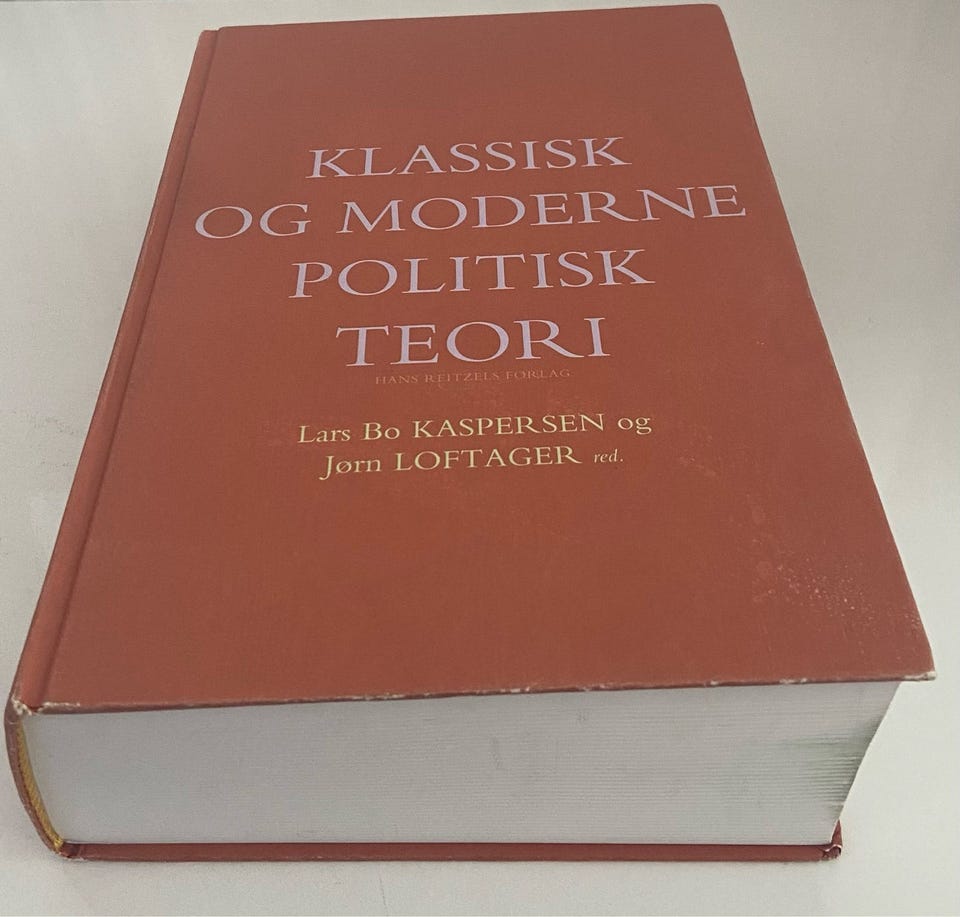 KLASSISK
OG MODERNE
POLITISK
TEORI
HANS REITZELS FORLAG
Lars Bo KASPERSEN og
Jørn LOFTAGER red.